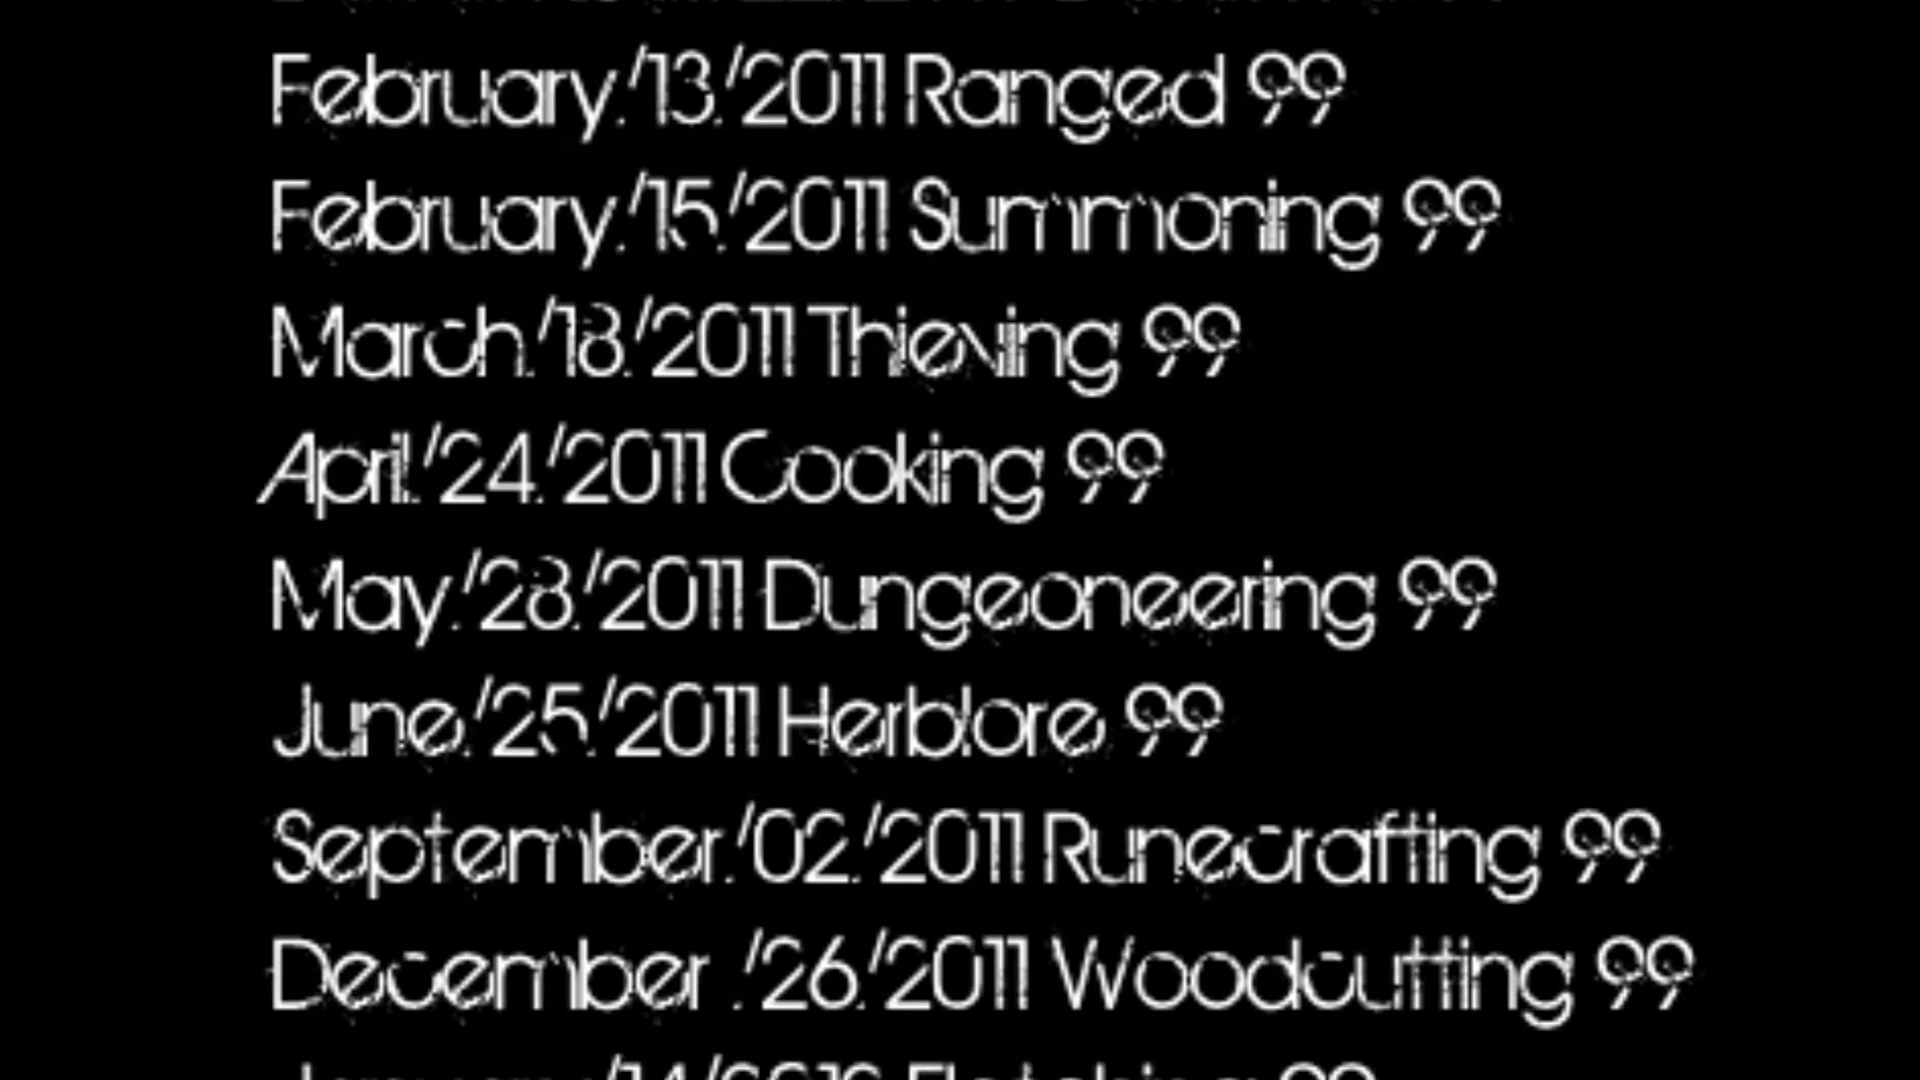 February./13./2011 Ranged 99
February./15./2011 Summoning 99
March./18./2011 Thieving 99
April./24./2011 Cooking 99
May./28./2011 Dungeoneering 99
June./25./2011 Herblore 99
September./02./2011 Runecrafting 99
December ./26./2011 Woodcutting 99